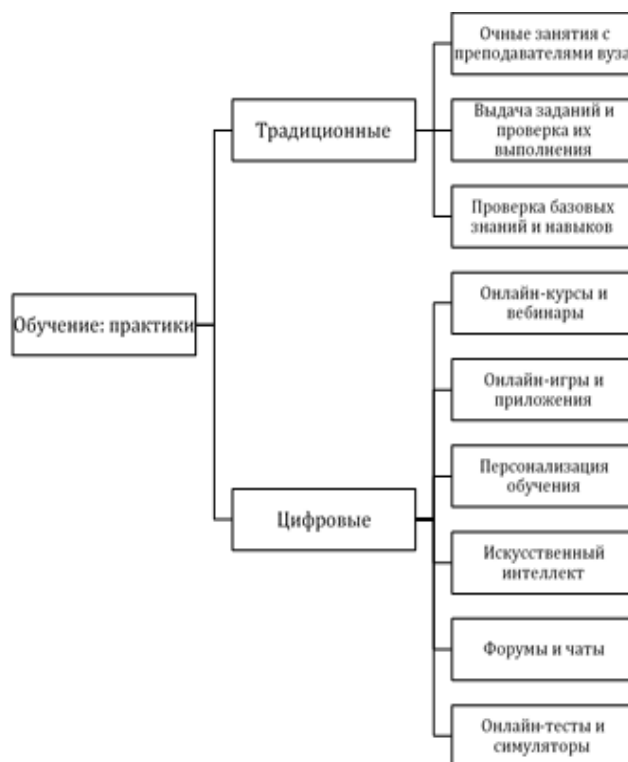 Очные занятия с
преподавателями вуза
Традиционные
Выдача заданий и
проверка их
выполнения
Проверка базовых
знаний и навыков
Обучение: практики
Онлайн-курсы и
вебинары
Онлайн-игры и
приложения
Персонализация
обучения
Цифровые
Искусственный
интеллект
Форумы и чаты
Онлайн-тесты и
симуляторы